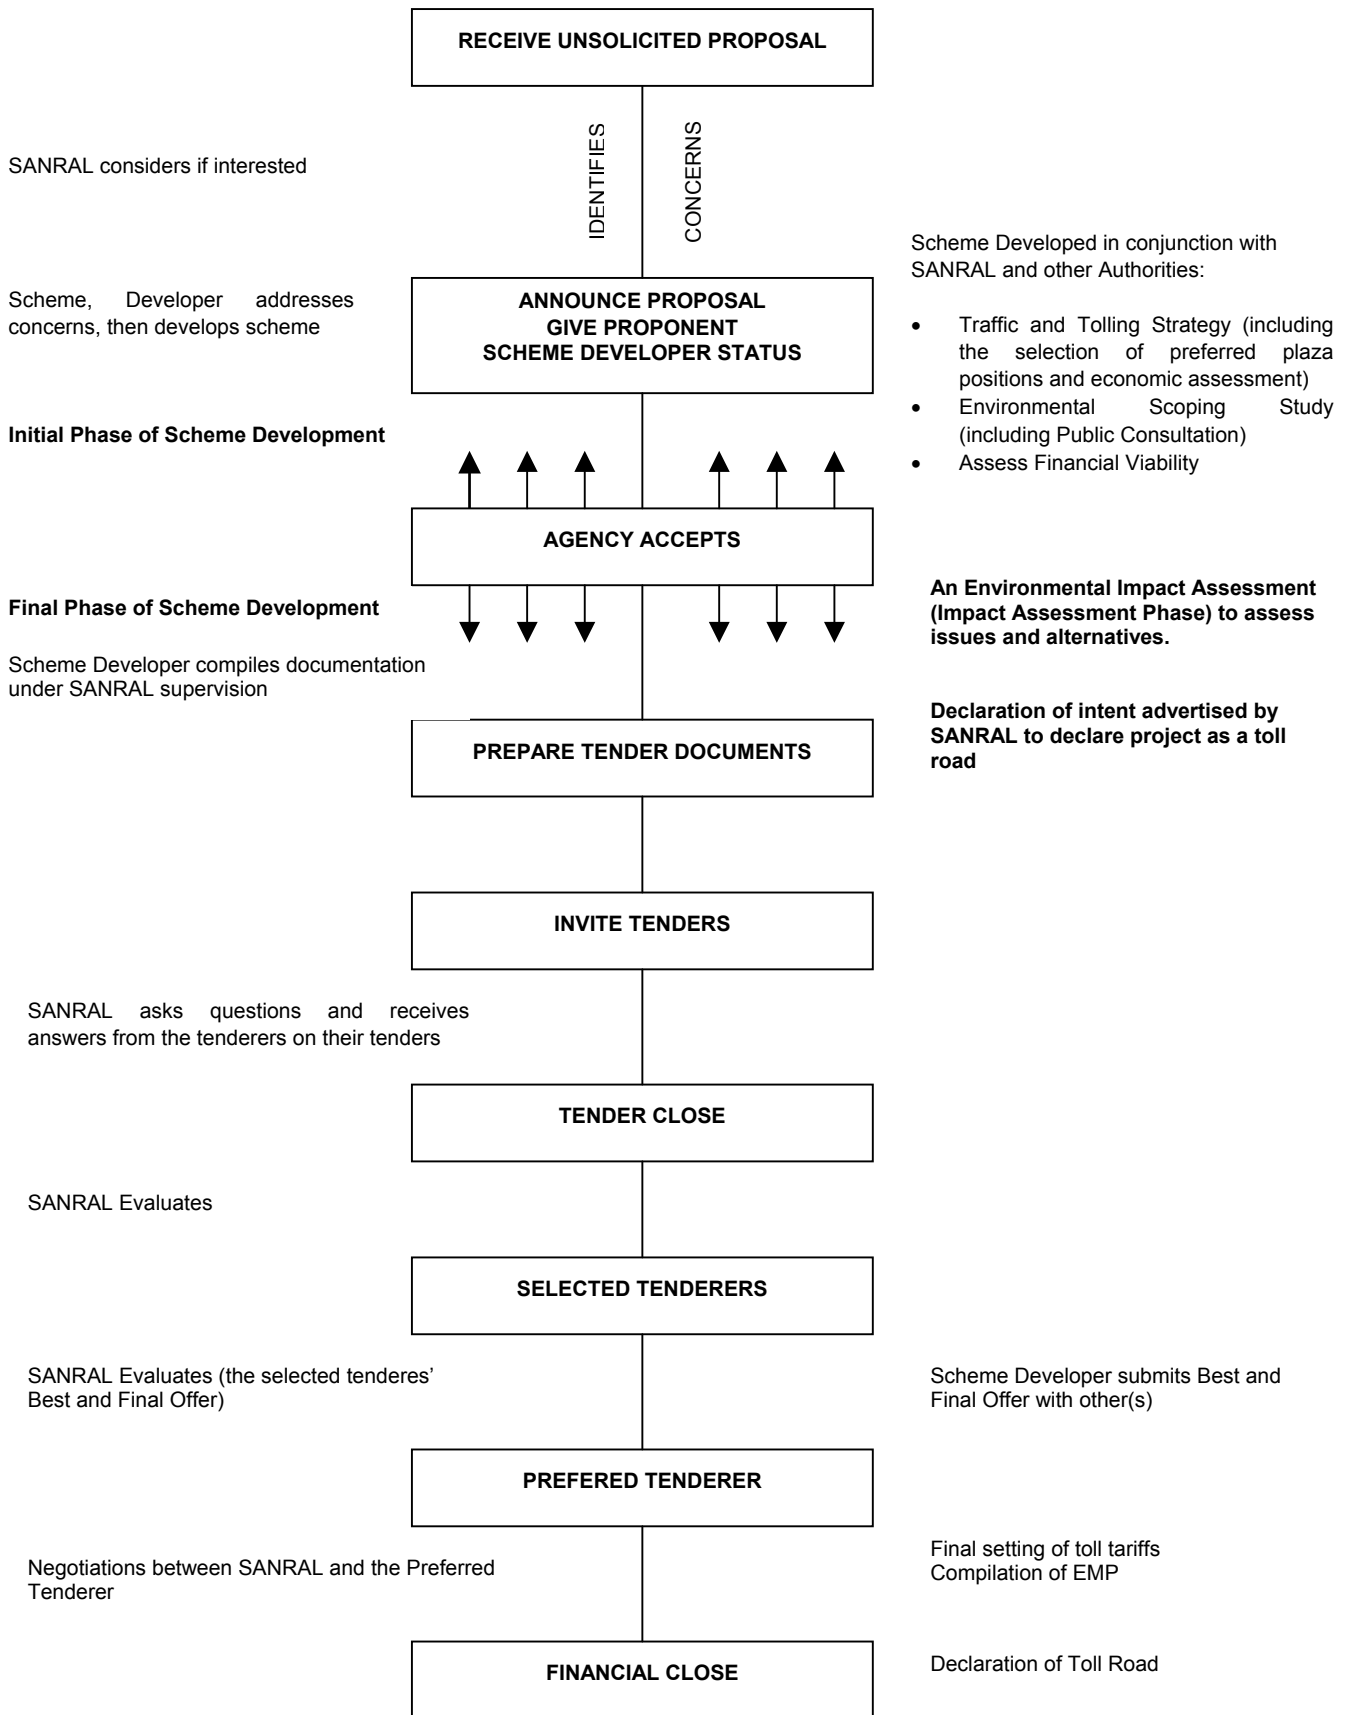 RECEIVE UNSOLICITED PROPOSAL
IDENTIFIES
CONCERNS
SANRAL considers if interested
Scheme, Developer addresses
concerns, then develops scheme
ANNOUNCE PROPOSAL
GIVE PROPONENT
SCHEME DEVELOPER STATUS
Scheme Developed in conjunction with
SANRAL and other Authorities:
• Traffic and Tolling Strategy (including
the selection of preferred plaza
positions and economic assessment)
• Environmental Scoping Study
(including Public Consultation)
• Assess Financial Viability
Initial Phase of Scheme Development
AGENCY ACCEPTS
Final Phase of Scheme Development
An Environmental Impact Assessment
(Impact Assessment Phase) to assess
issues and alternatives.
Scheme Developer compiles documentation
under SANRAL supervision
Declaration of intent advertised by
SANRAL to declare project as a toll
road
PREPARE TENDER DOCUMENTS
INVITE TENDERS
SANRAL asks questions and receives
answers from the tenderers on their tenders
TENDER CLOSE
SANRAL Evaluates
SELECTED TENDERERS
SANRAL Evaluates (the selected tenderes’
Best and Final Offer)
Scheme Developer submits Best and
Final Offer with other(s)
PREFERED TENDERER
Negotiations between SANRAL and the Preferred
Tenderer
Final setting of toll tariffs
Compilation of EMP
FINANCIAL CLOSE
Declaration of Toll Road